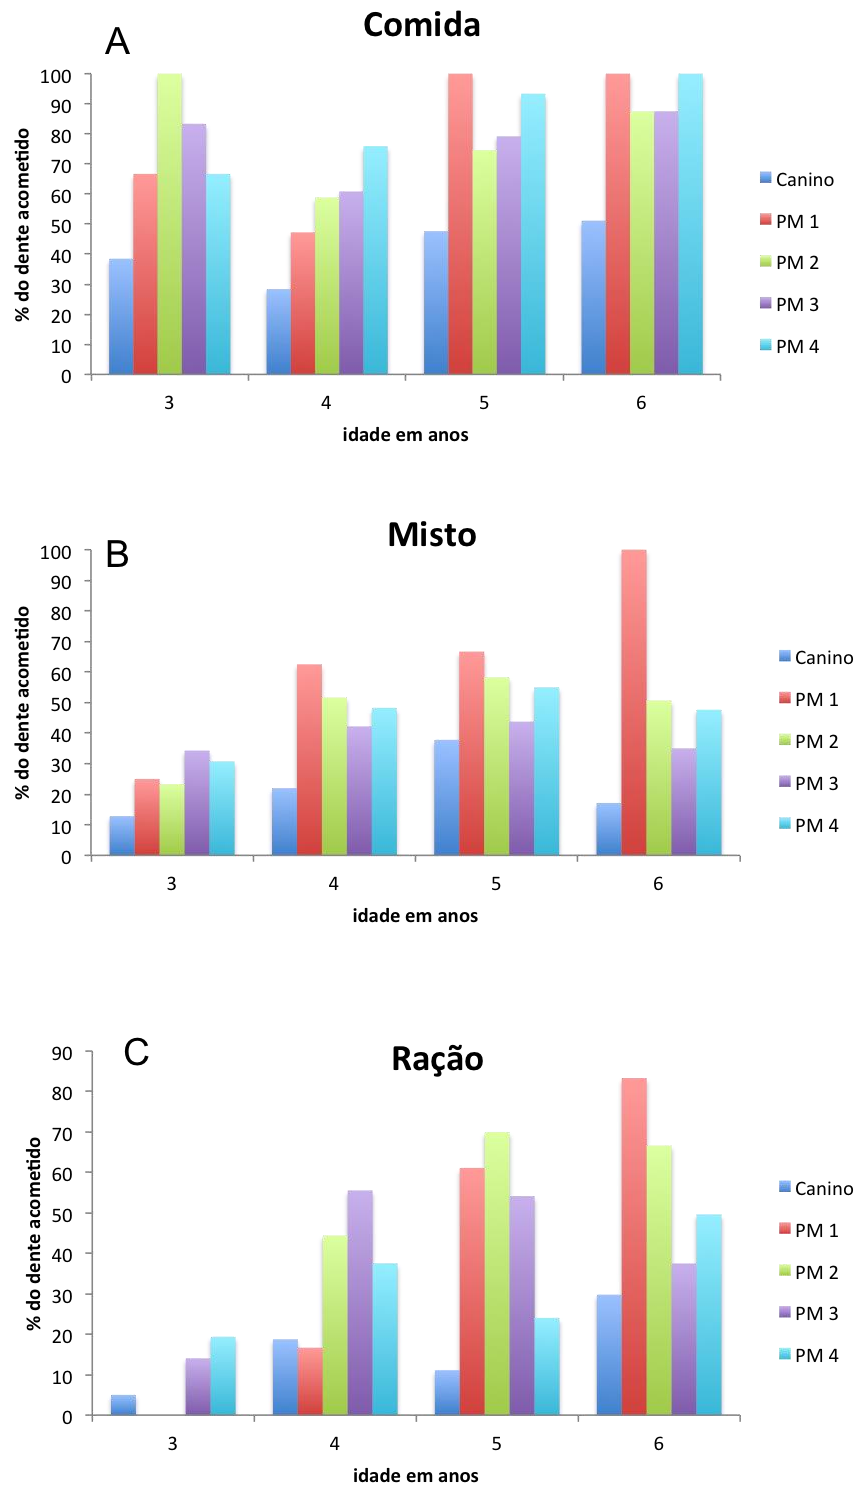 A
Comida
100
90
80
70
60
50
40
30
20
10
0
% do dente acometido
3 4 5 6
idade em anos
Canino
PM 1
PM 2
PM 3
PM 4
B
Misto
100
90
80
70
60
50
40
30
20
10
0
% do dente acometido
3 4 5 6
idade em anos
Canino
PM 1
PM 2
PM 3
PM 4
C
Ração
90
80
70
60
50
40
30
20
10
0
% do dente acometido
3 4 5 6
idade em anos
Canino
PM 1
PM 2
PM 3
PM 4